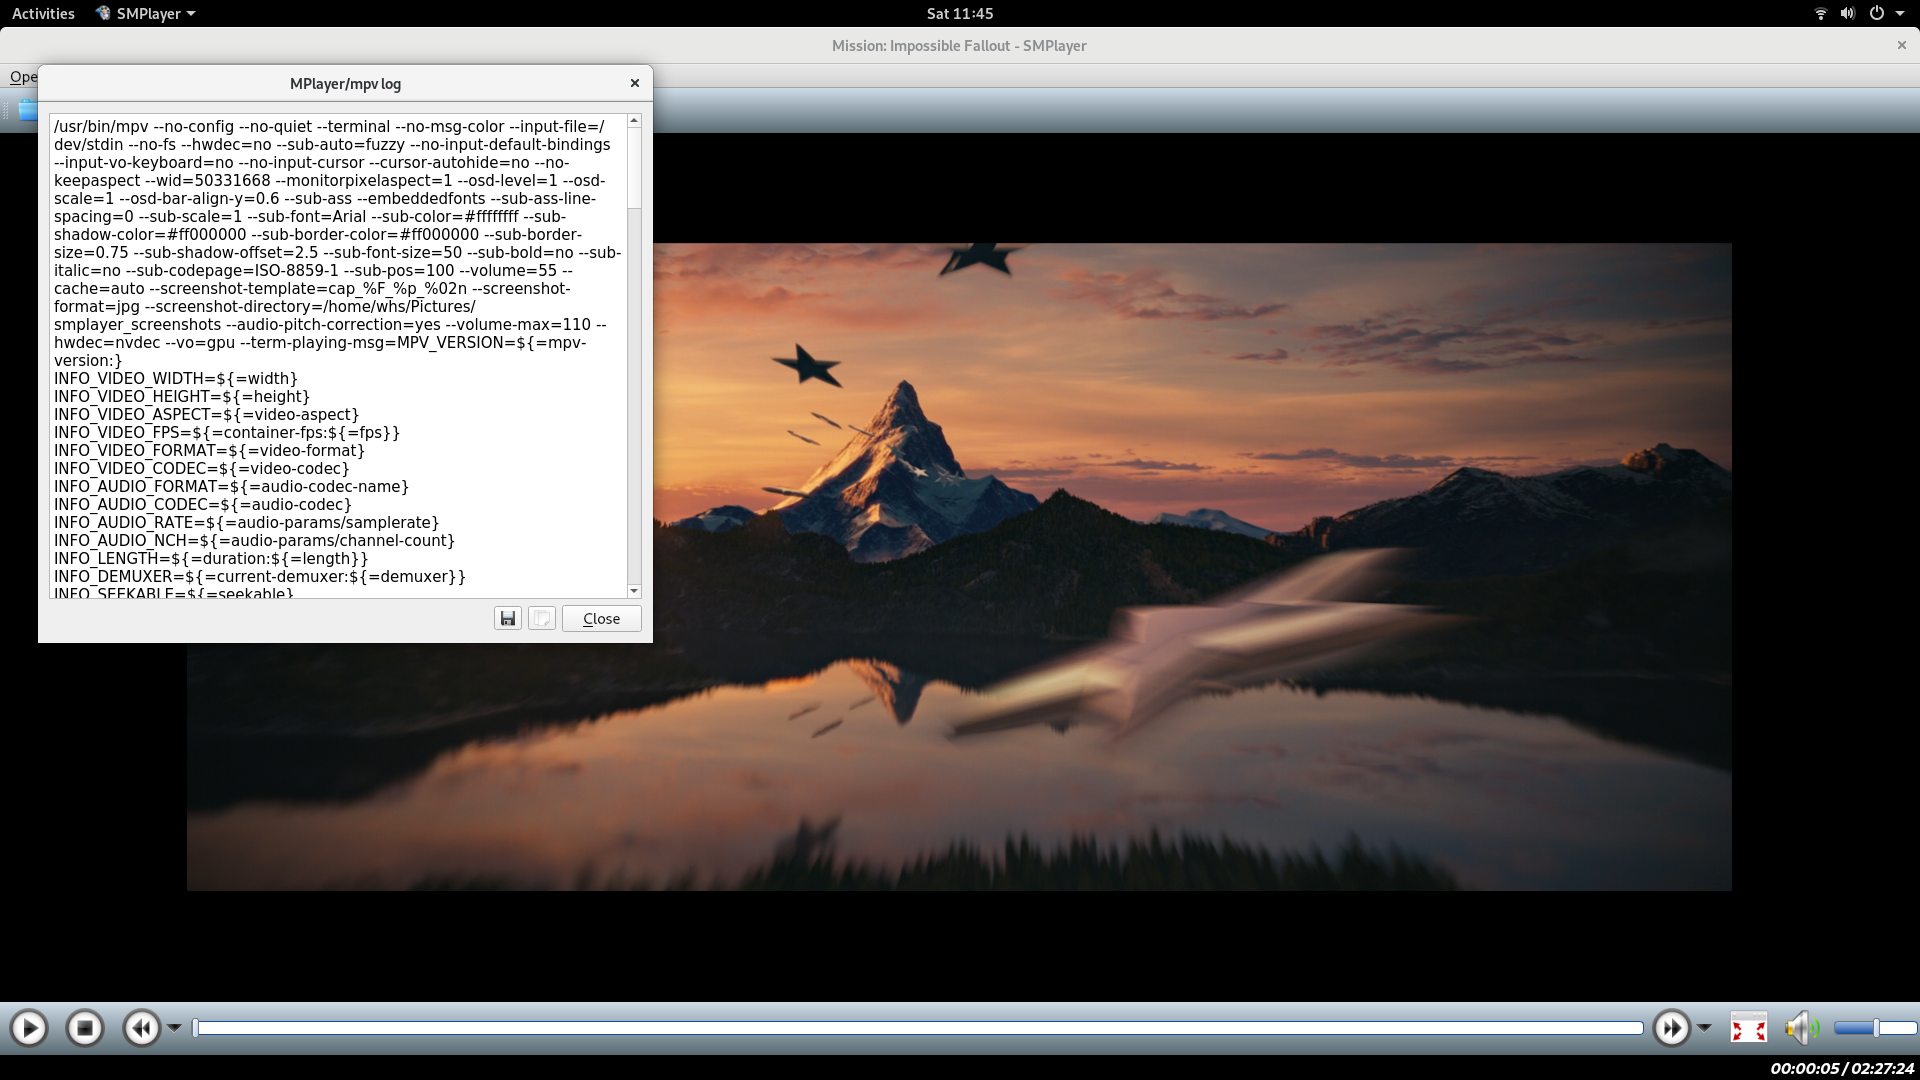 Activities
SMPlayer
Sat 11:45
Mission: Impossible Fallout - SMPlayer
Ope
MPlayer/mpv log
/usr/bin/mpv --no-config --no-quiet --terminal --no-msg-color --input-file=/
dev/stdin --no-fs --hwdec=no --sub-auto=fuzzy --no-input-default-bindings
--input-vo-keyboard=no --no-input-cursor --cursor-autohide=no --no-
keepaspect --wid=50331668 --monitorpixelaspect=1 --osd-level=1 --osd-
scale=1 --osd-bar-align-y=0.6 --sub-ass --embeddedfonts --sub-ass-line-
spacing=0 --sub-scale=1 --sub-font=Arial --sub-color=#ffffffff --sub-
shadow-color=#ff000000 --sub-border-color=#ff000000 --sub-border-
size=0.75 --sub-shadow-offset=2.5 --sub-font-size=50 --sub-bold=no --sub-
italic=no --sub-codepage=ISO-8859-1 --sub-pos=100 --volume=55 --
cache=auto --screenshot-template=cap_%F_%p_%02n --screenshot-
format=jpg --screenshot-directory=/home/whs/Pictures/
smplayer_screenshots --audio-pitch-correction=yes --volume-max=110 --
hwdec=nvdec --vo=gpu --term-playing-msg=MPV_VERSION=${=mpv-
version:}
INFO_VIDEO_WIDTH=${=width}
INFO_VIDEO_HEIGHT=${=height}
INFO_VIDEO_ASPECT=${=video-aspect}
INFO_VIDEO_FPS=${=container-fps:${=fps}}
INFO_VIDEO_FORMAT=${=video-format}
INFO_VIDEO_CODEC=${=video-codec}
INFO_AUDIO_FORMAT=${=audio-codec-name}
INFO_AUDIO_CODEC=${=audio-codec}
INFO_AUDIO_RATE=${=audio-params/samplerate}
INFO_AUDIO_NCH=${=audio-params/channel-count}
INFO_LENGTH=${=duration:${=length}}
INFO_DEMUXER=${=current-demuxer:${=demuxer}}
INFO_SEEKABLE=${=seekable}
Close
00:00:05 / 02:27:24